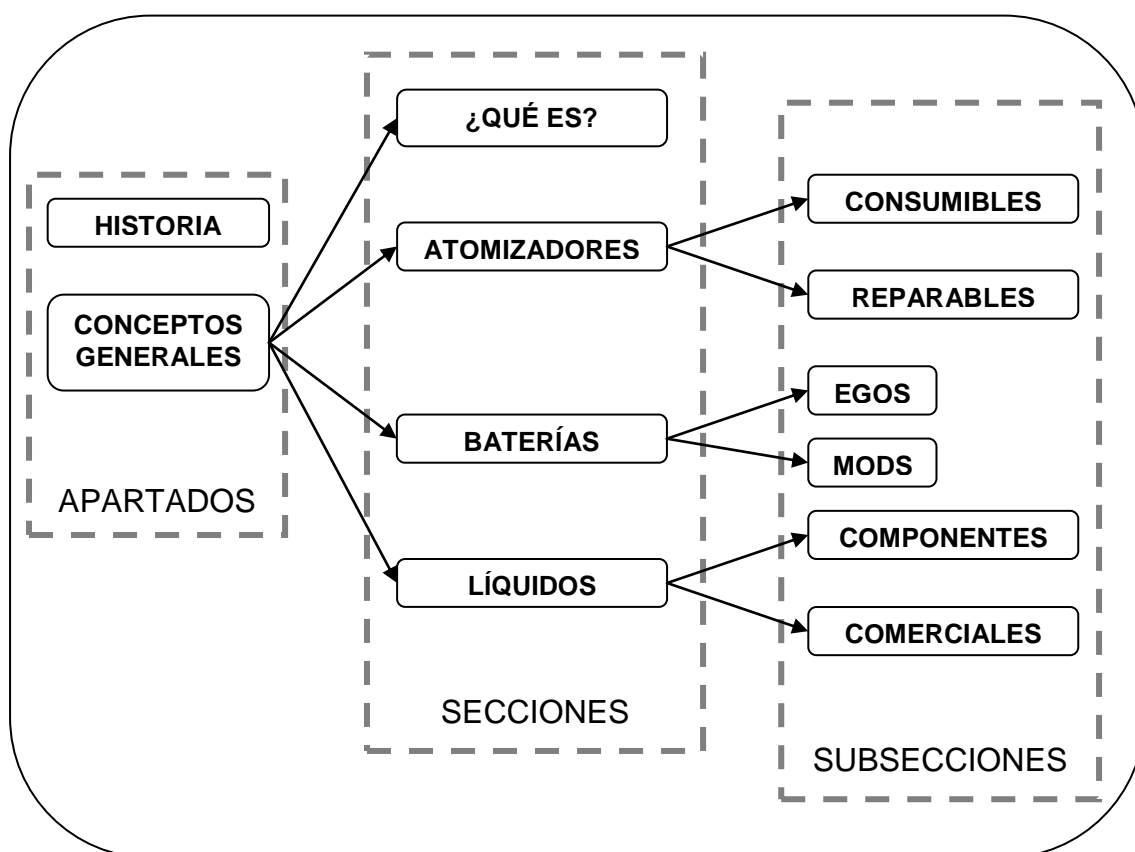 HISTORIA
CONCEPTOS
GENERALES
APARTADOS
¿QUÉ ES?
ATOMIZADORES
BATERÍAS
LÍQUIDOS
SECCIONES
CONSUMIBLES
REPARABLES
EGOS
MODS
COMPONENTES
COMERCIALES
SUBSECCIONES